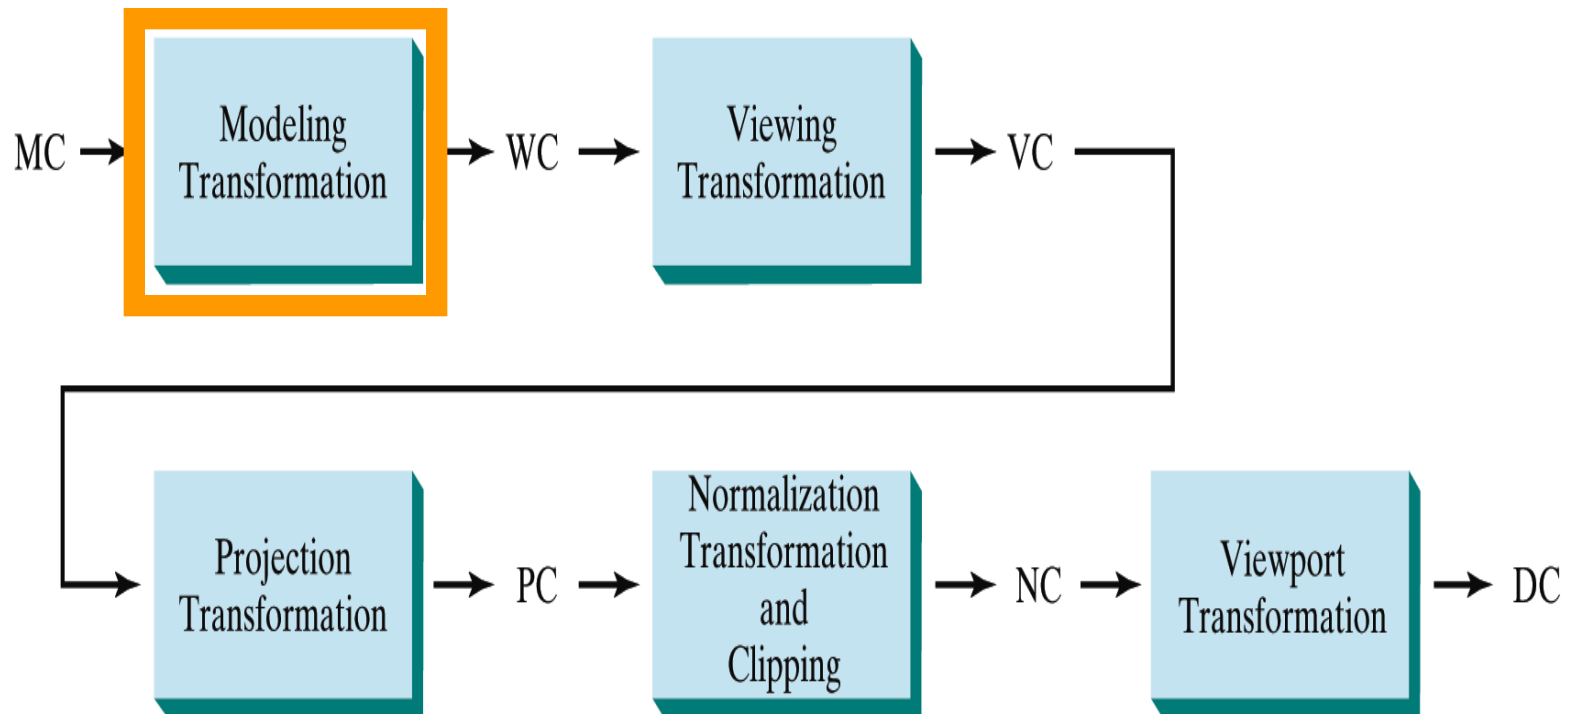 MC
Modeling
Transformation
WC
Viewing
Transformation
VC
Projection
Transformation
PC
Normalization
Transformation
and
Clipping
NC
Viewport
Transformation
DC